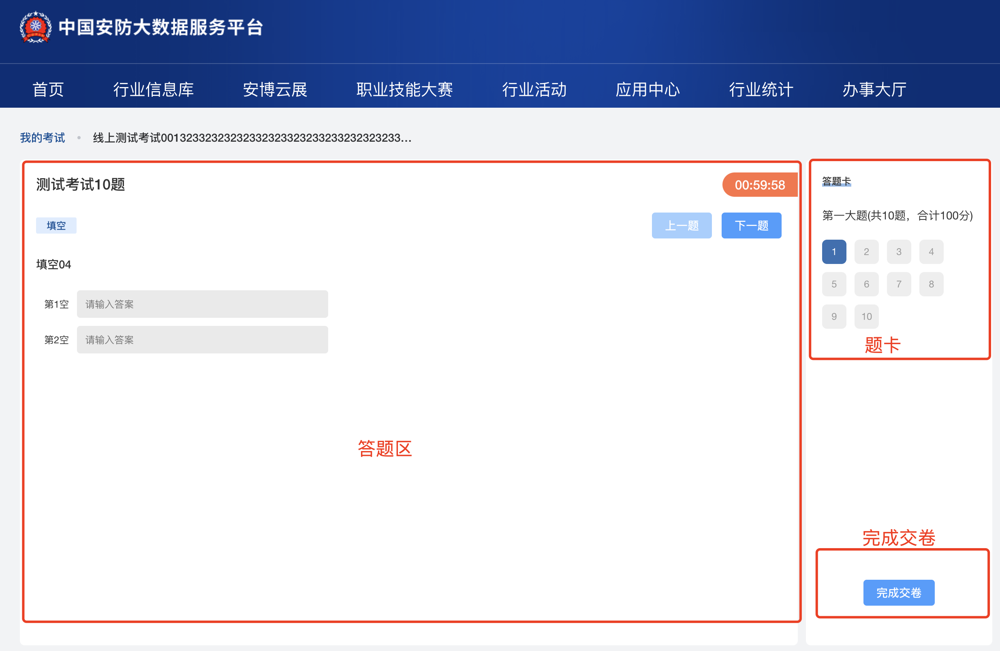 中国安防大数据服务平台
首页 行业信息库 安博云展 职业技能大赛 行业活动 应用中心 行业统计 办事大厅
我的考试 • 线上测试考试00132332323232332323323233233232323233...
测试考试10题
00:59:58
填空
上一题 下一题
填空04
第1空 请输入答案
第2空 请输入答案
答题区
答题卡
第一大题(共10题，合计100分)
1 2 3 4
5 6 7 8
9 10
题卡
完成交卷
完成交卷